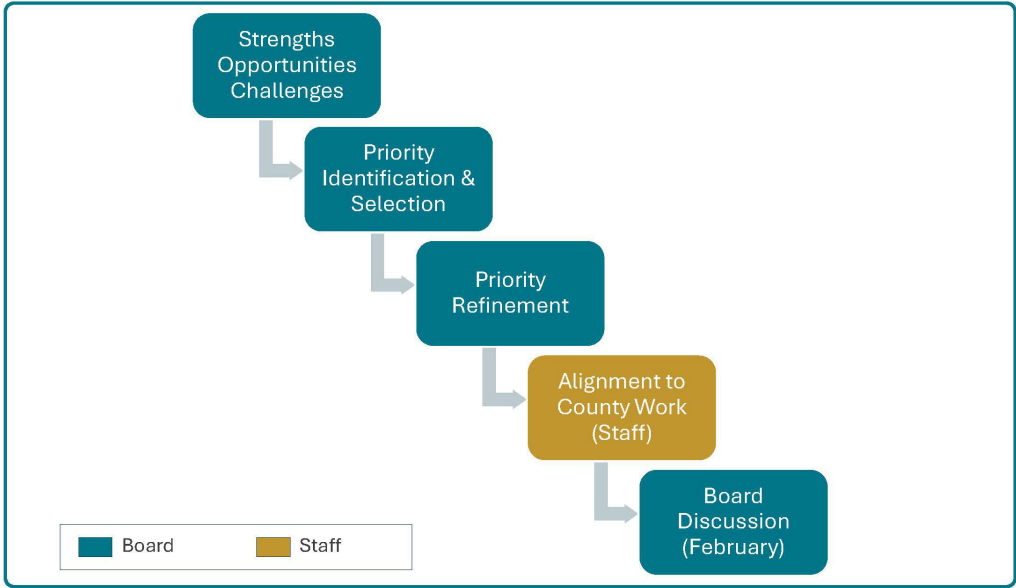 Strengths
Opportunities
Challenges
Priority
Identification &
Selection
Priority
Refinement
Alignment to
County Work
(Staff)
Board
Discussion
(February)
Board
Staff